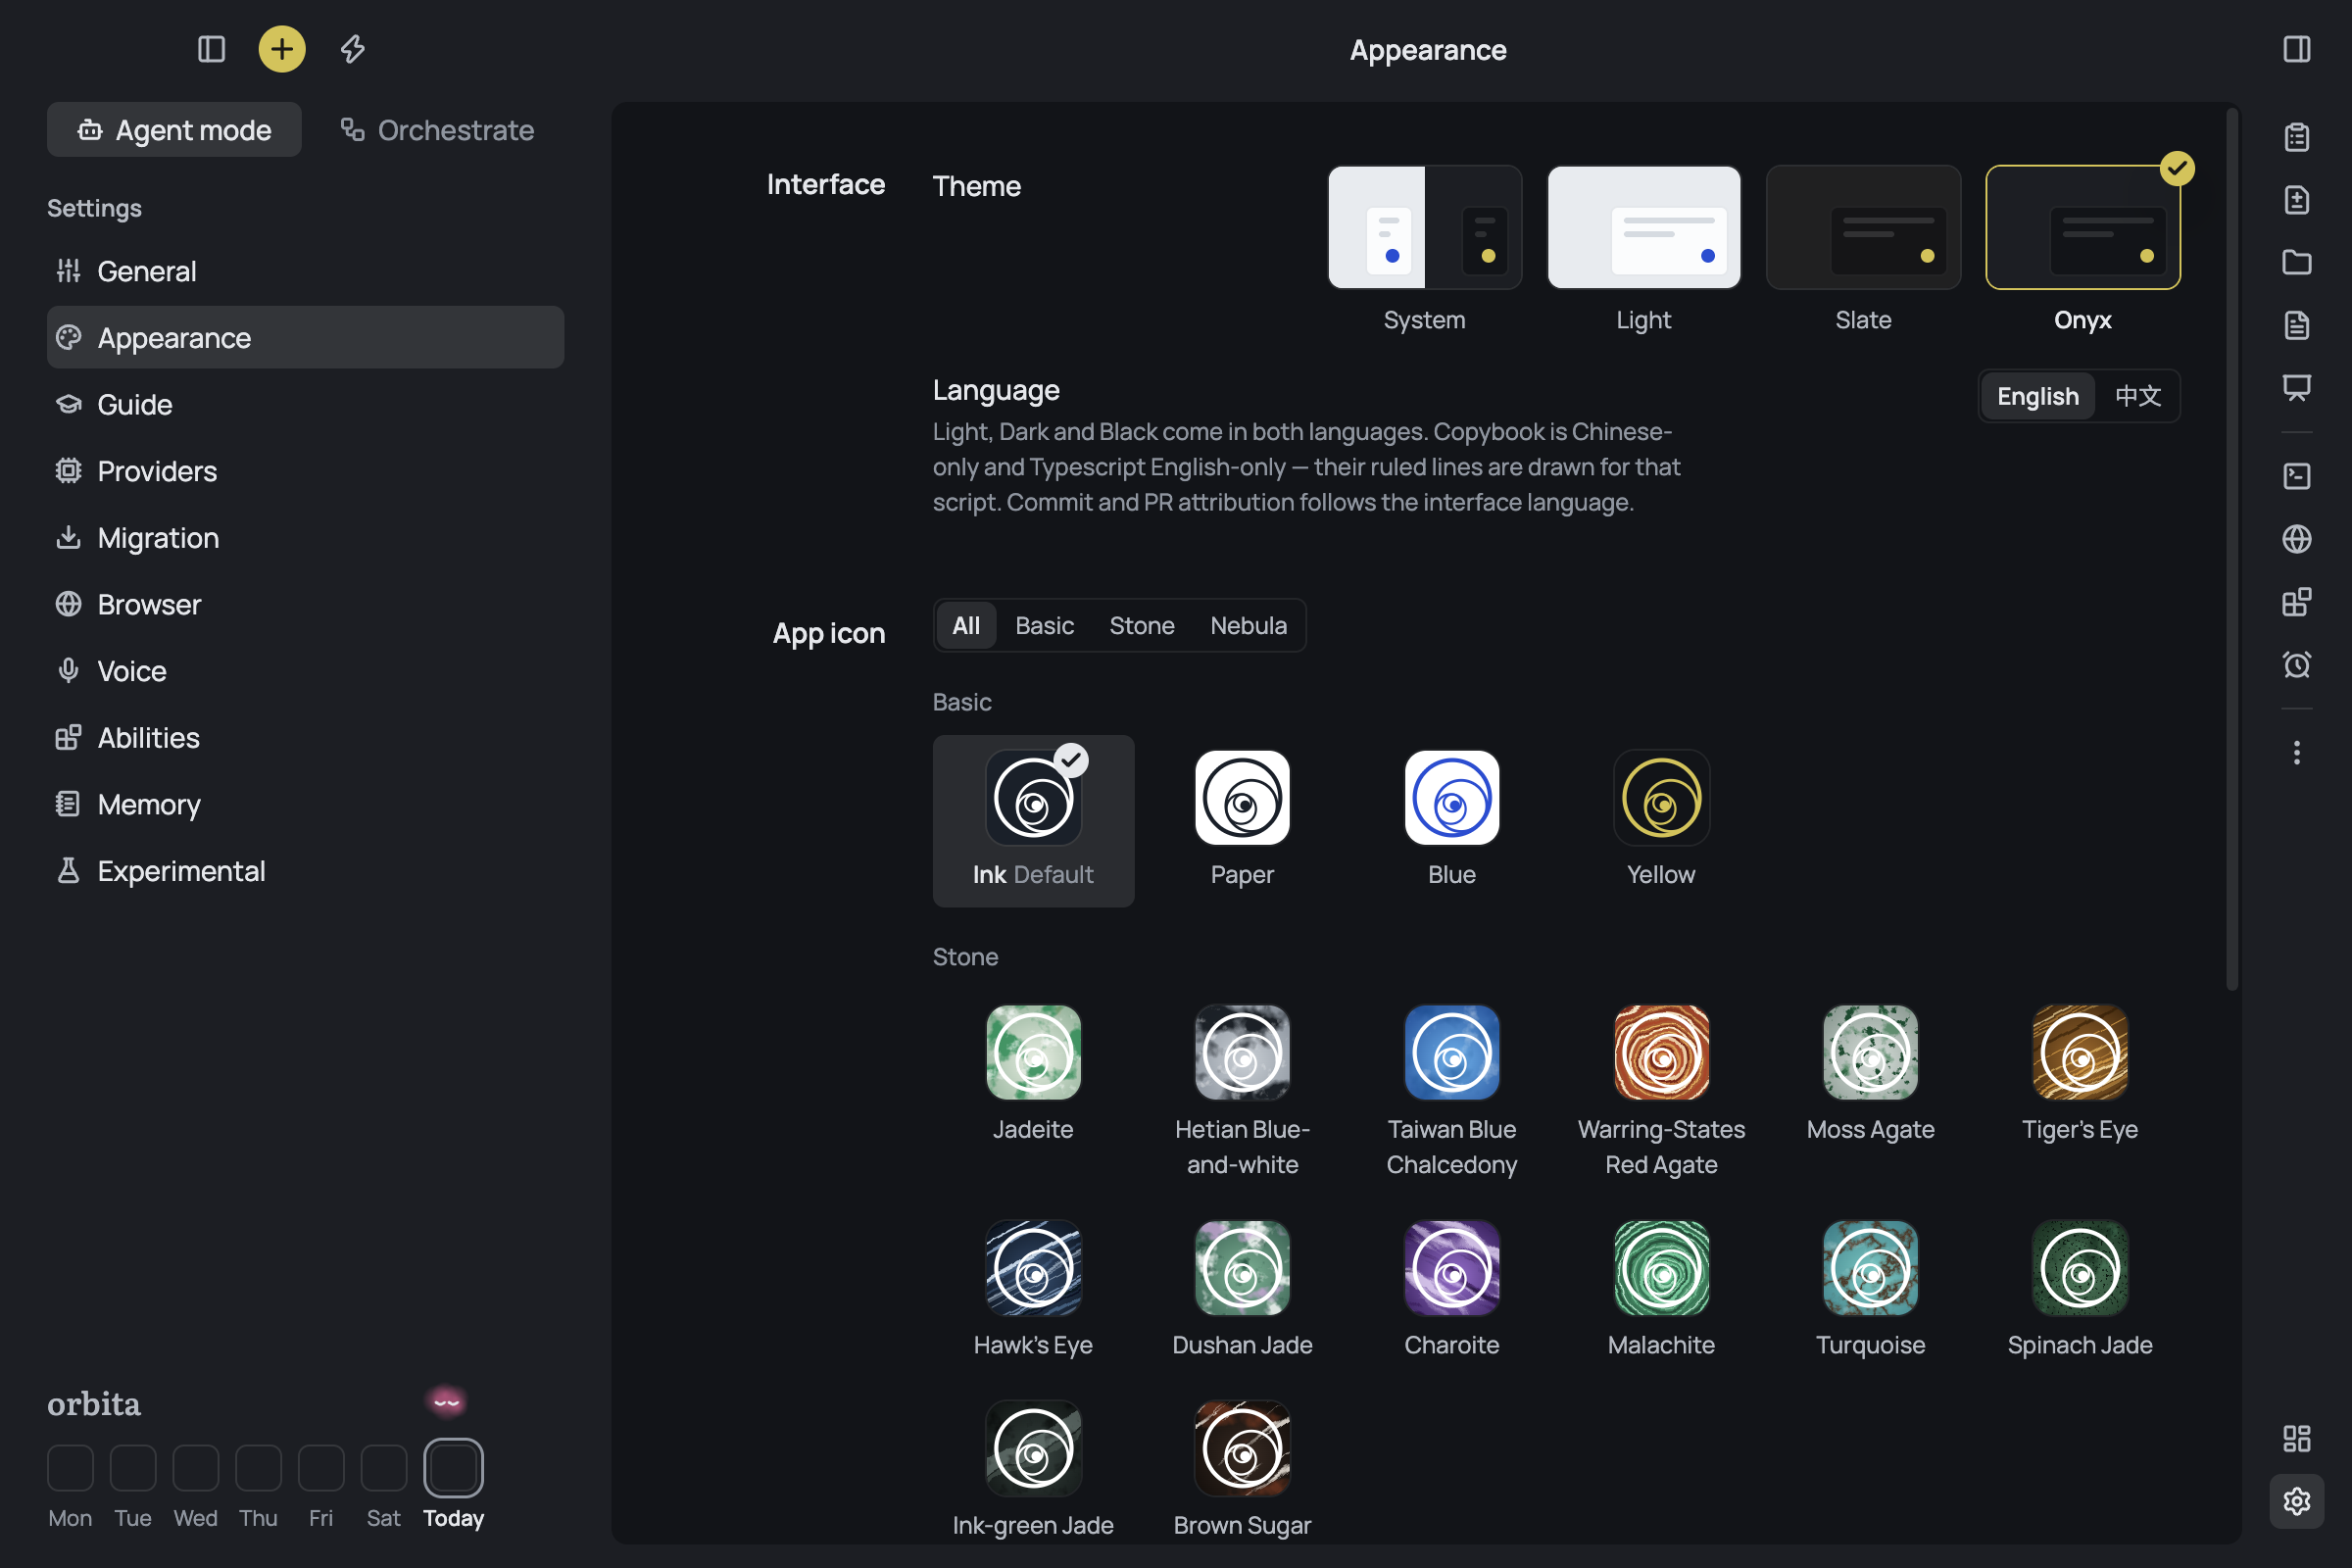 Appearance
Agent mode
Orchestrate
Settings
General
Appearance
Guide
Providers
Migration
Browser
Voice
Abilities
Memory
Experimental
orbita
Mon Tue Wed Thu Fri Sat Today
Interface
Theme
System Light Slate Onyx
Language
English 中文
Light, Dark and Black come in both languages. Copybook is Chinese-
only and Typescript English-only — their ruled lines are drawn for that
script. Commit and PR attribution follows the interface language.
App icon
All Basic Stone Nebula
Basic
Ink Default Paper Blue Yellow
Stone
Jadeite
Hetian Blue-
and-white
Taiwan Blue
Chalcedony
Warring-States
Red Agate
Moss Agate
Tiger's Eye
Hawk's Eye
Dushan Jade
Charoite
Malachite
Turquoise
Spinach Jade
Ink-green Jade
Brown Sugar